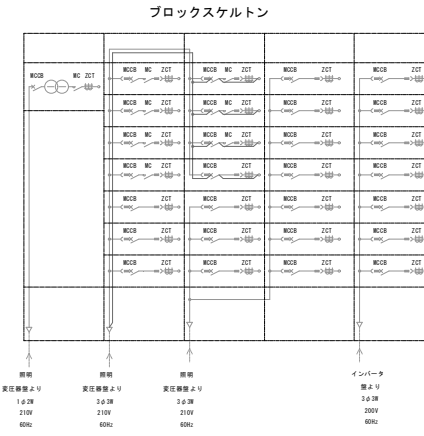 ブロックスケルトン
MCCB MC ZCT MCCB MC ZCT MCCB ZCT MCCB ZCT
MCCB MC ZCT
MCCB MC ZCT MCCB MC ZCT MCCB ZCT MCCB ZCT
MCCB MC ZCT MCCB MC ZCT MCCB ZCT MCCB ZCT
MCCB MC ZCT MCCB ZCT MCCB ZCT MCCB ZCT
MCCB ZCT MCCB ZCT MCCB ZCT MCCB ZCT
MCCB ZCT MCCB ZCT MCCB ZCT MCCB ZCT
MCCB ZCT MCCB ZCT MCCB ZCT MCCB ZCT
照明
変圧器盤より
1φ2W
210V
60Hz
照明
変圧器盤より
3φ3W
210V
60Hz
照明
変圧器盤より
3φ3W
210V
60Hz
インバータ
盤より
3φ3W
200V
60Hz